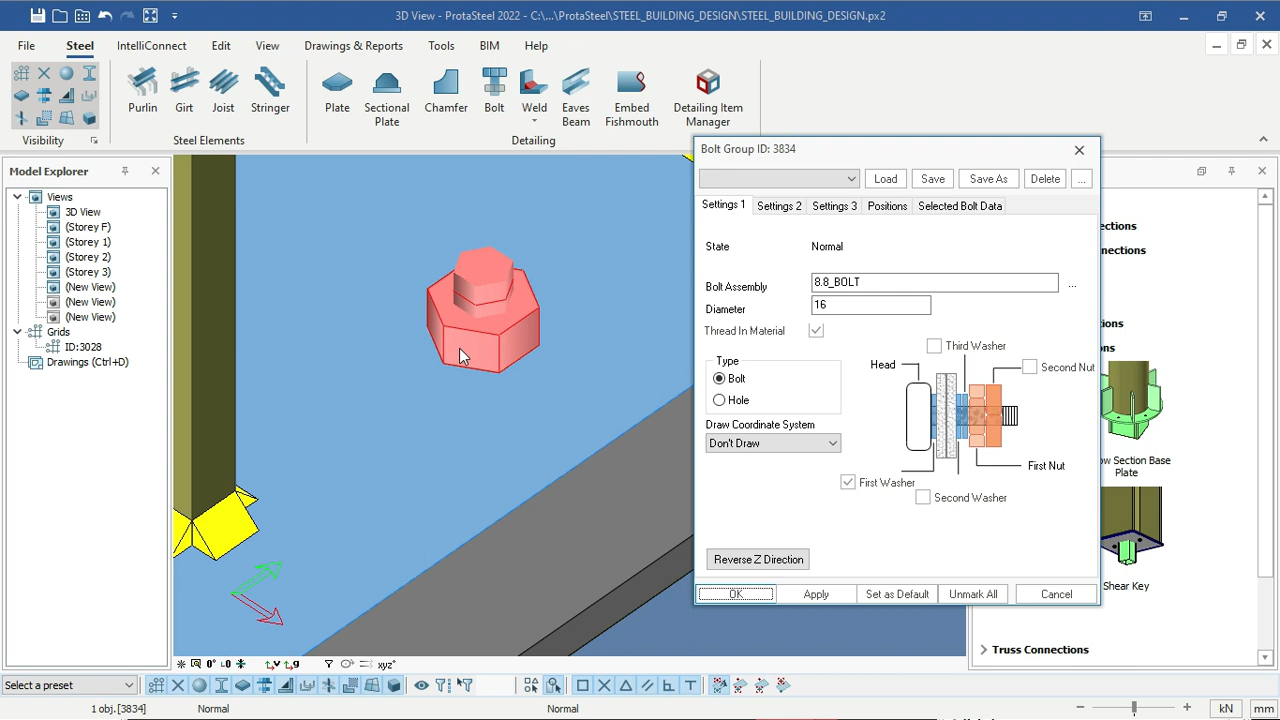 3D View - ProtaSteel 2022 - C:\...\ProtaSteel\STEEL_BUILDING_DESIGN\STEEL_BUILDING_DESIGN.px2
File Steel IntelliConnect Edit View Drawings & Reports Tools BIM Help
Purlin Girt Joist Stringer Plate Sectional Plate Chamfer Bolt Weld Eaves Beam Embed Fishmouth Detailing Item Manager
Visibility Steel Elements Detailing
Model Explorer
Views
3D View
(Storey F)
(Storey 1)
(Storey 2)
(Storey 3)
(New View)
(New View)
(New View)
Grids
ID:3028
Drawings (Ctrl+D)
Bolt Group ID: 3834
Load Save Save As Delete ...
Settings 1 Settings 2 Settings 3 Positions Selected Bolt Data
State Normal
Bolt Assembly 8.8_BOLT ...
Diameter 16
Thread In Material
Third Washer
Type
Head
Second Nut
Bolt
Hole
Draw Coordinate System
Don't Draw
First Nut
First Washer
Second Washer
Reverse Z Direction
OK Apply Set as Default Unmark All Cancel
ections
nnections
tions
ns
ow Section Base
Plate
Shear Key
Truss Connections
Select a preset
1 obj.[3834] Normal Normal kN mm